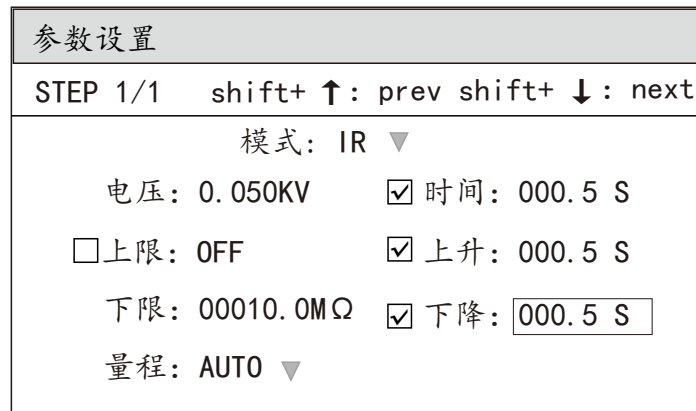 参数设置
STEP 1/1 shift+ ↑: prev shift+ ↓: next
模式: IR ▼
电压: 0.050KV ☑ 时间: 000.5 S
☐上限: OFF ☑ 上升: 000.5 S
下限: 00010.0MΩ ☑ 下降: 000.5 S
量程: AUTO ▼